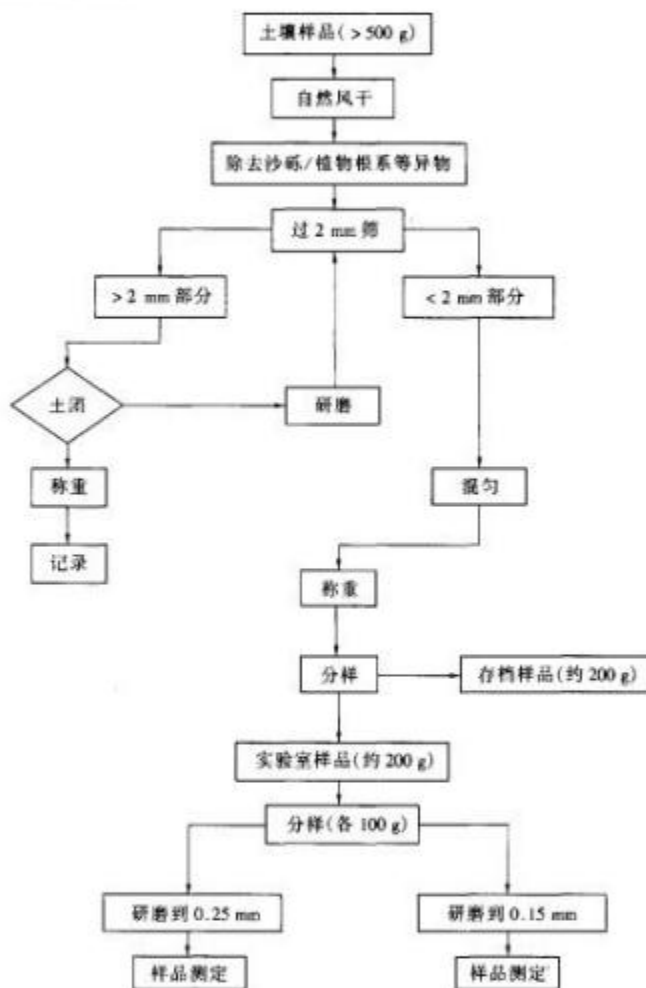 土壤样品(>500 g)
自然风干
除去沙砾/植物根系等异物
过 2 mm 筛
>2 mm 部分
<2 mm 部分
土团
研磨
称重
混匀
记录
称重
分样
存档样品(约 200 g)
实验室样品(约 200 g)
分样(各 100 g)
研磨到 0.25 mm
研磨到 0.15 mm
样品测定
样品测定